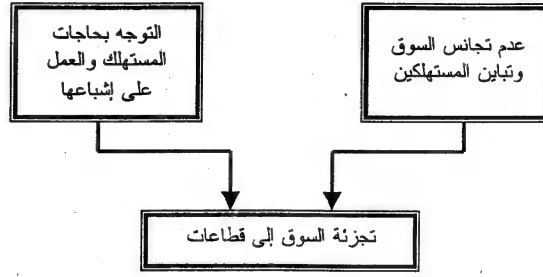 عدم تجانس السوق
وتباين المستهلكين
التوجه بحاجات
المستهلك والعمل
على إشباعها
تجزئة السوق إلى قطاعات